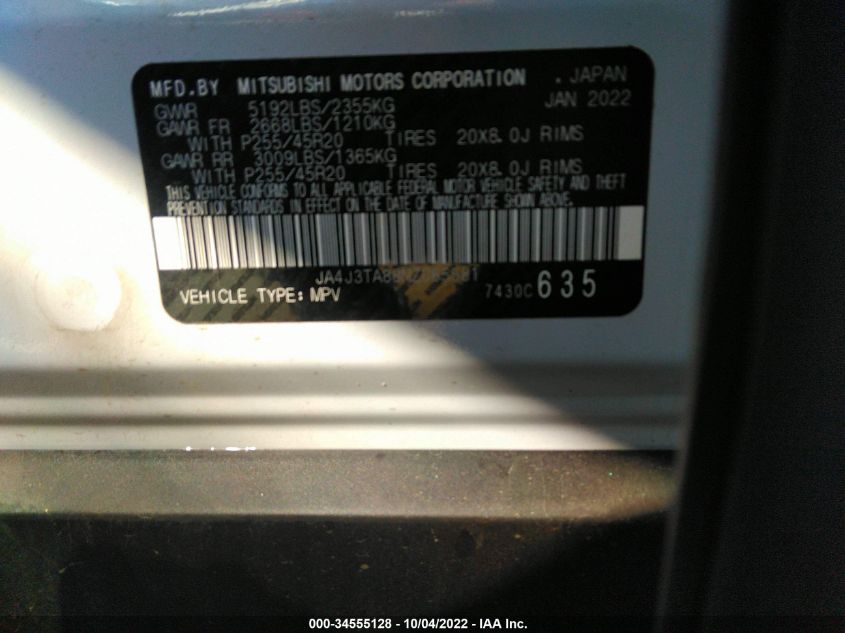 MFD.BY MITSUBISHI MOTORS CORPORATION . JAPAN
GVWR 5192LBS/2355KG JAN 2022
GAWR FR 2668LBS/1210KG
WITH P255/45R20 TIRES 20X8.0J RIMS
GAWR RR 3009LBS/1365KG
WITH P255/45R20 TIRES 20X8.0J RIMS
THIS VEHICLE CONFORMS TO ALL APPLICABLE FEDERAL MOTOR VEHICLE SAFETY AND THEFT
PREVENTION STANDARDS IN EFFECT ON THE DATE OF MANUFACTURE SHOWN ABOVE.
VEHICLE TYPE: MPV 7430C 635
000-34555128 - 10/04/2022 - IAA Inc.